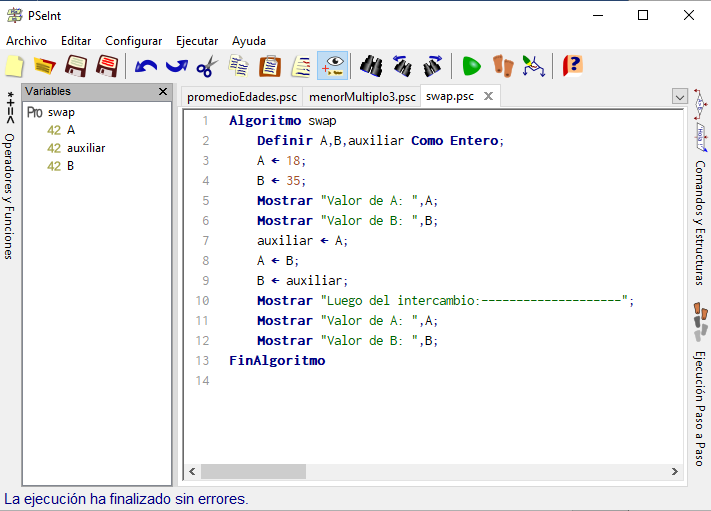 PSeInt
Archivo Editar Configurar Ejecutar Ayuda
*+=< Operadores y Funciones
Variables
Pro swap
42 A
42 auxiliar
42 B
promedioEdades.psc menorMultiplo3.psc swap.psc
1 Algoritmo swap
2 Definir A,B,auxiliar Como Entero;
3 A ← 18;
4 B ← 35;
5 Mostrar "Valor de A: ",A;
6 Mostrar "Valor de B: ",B;
7 auxiliar ← A;
8 A ← B;
9 B ← auxiliar;
10 Mostrar "Luego del intercambio:--------------------";
11 Mostrar "Valor de A: ",A;
12 Mostrar "Valor de B: ",B;
13 FinAlgoritmo
14
Comandos y Estructuras
Ejecución Paso a Paso
La ejecución ha finalizado sin errores.